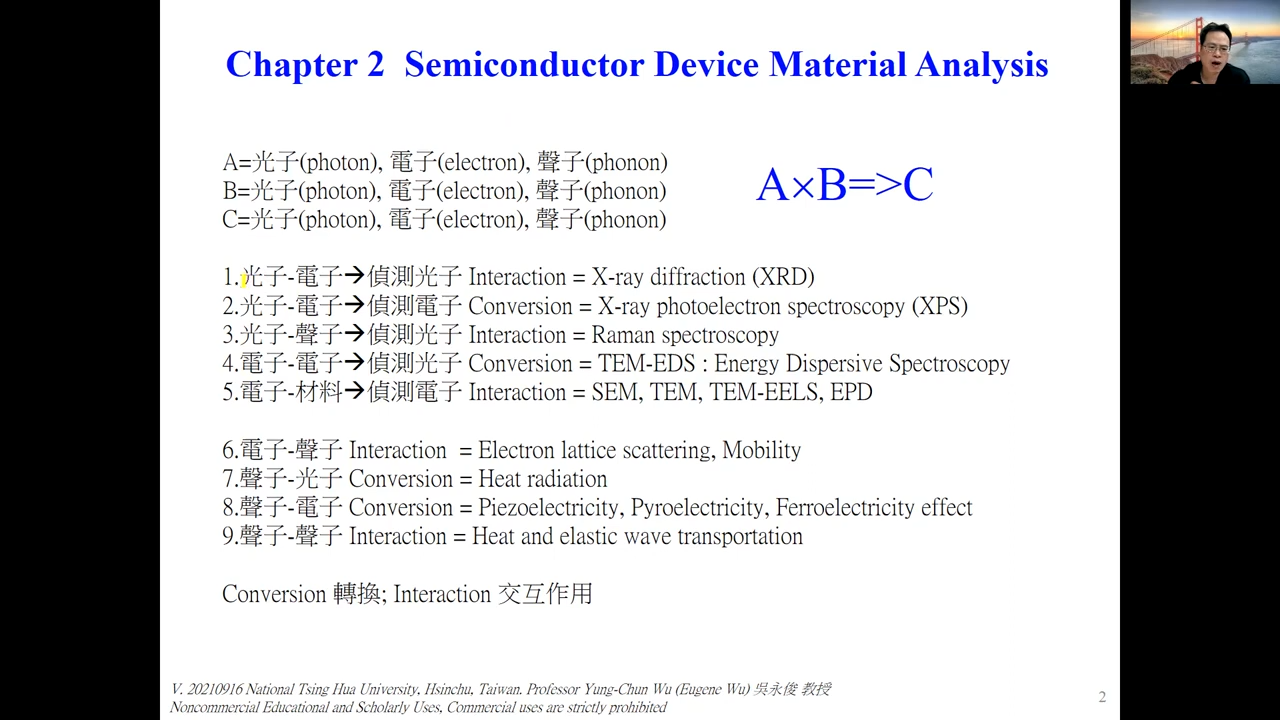 Chapter 2 Semiconductor Device Material Analysis
A=光子(photon), 電子(electron), 聲子(phonon)
B=光子(photon), 電子(electron), 聲子(phonon)
C=光子(photon), 電子(electron), 聲子(phonon)
A×B=>C
1.光子-電子➔偵測光子 Interaction = X-ray diffraction (XRD)
2.光子-電子➔偵測電子 Conversion = X-ray photoelectron spectroscopy (XPS)
3.光子-聲子➔偵測光子 Interaction = Raman spectroscopy
4.電子-電子➔偵測光子 Conversion = TEM-EDS : Energy Dispersive Spectroscopy
5.電子-材料➔偵測電子 Interaction = SEM, TEM, TEM-EELS, EPD
6.電子-聲子 Interaction = Electron lattice scattering, Mobility
7.聲子-光子 Conversion = Heat radiation
8.聲子-電子 Conversion = Piezoelectricity, Pyroelectricity, Ferroelectricity effect
9.聲子-聲子 Interaction = Heat and elastic wave transportation
Conversion 轉換; Interaction 交互作用
V. 20210916 National Tsing Hua University, Hsinchu, Taiwan. Professor Yung-Chun Wu (Eugene Wu) 吳永俊 教授
Noncommercial Educational and Scholarly Uses, Commercial uses are strictly prohibited
2